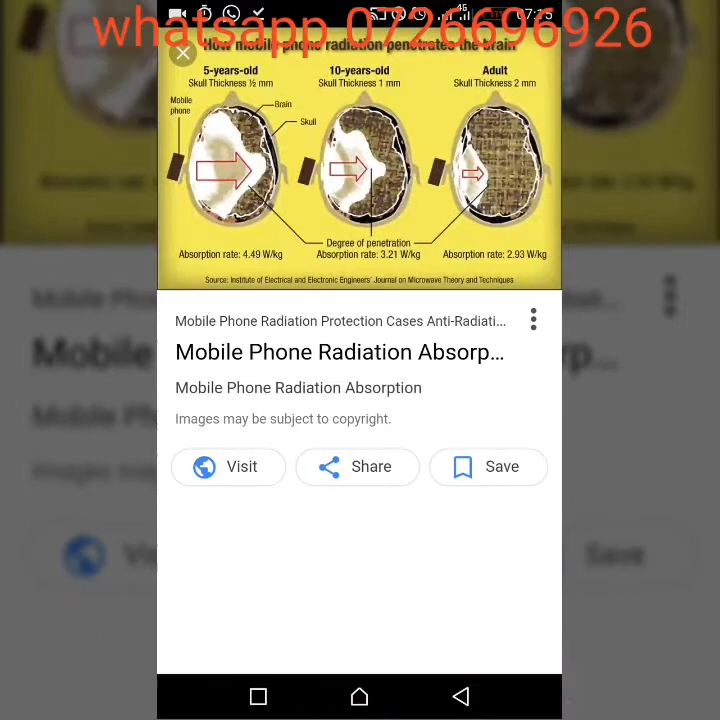 whatsapp 0726696926
How mobile phone radiation penetrates the brain
5-years-old
Skull Thickness ½ mm
10-years-old
Skull Thickness 1 mm
Adult
Skull Thickness 2 mm
Mobile
phone
Brain
Skull
Degree of penetration
Absorption rate: 4.49 W/kg
Absorption rate: 3.21 W/kg
Absorption rate: 2.93 W/kg
Source: Institute of Electrical and Electronic Engineers' Journal on Microwave Theory and Techniques
Mobile Phone Radiation Protection Cases Anti-Radiati...
Mobile Phone Radiation Absorp...
Mobile Phone Radiation Absorption
Images may be subject to copyright.
Visit
Share
Save